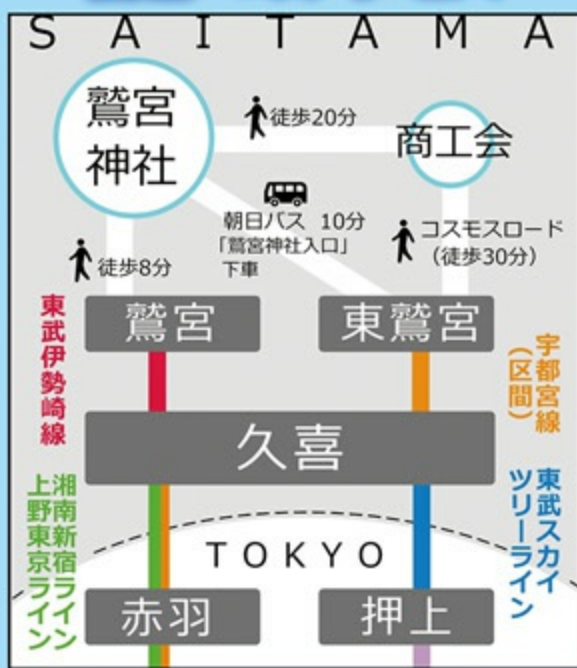 SAITAMA
鷲宮
神社
徒歩20分
商工会
朝日バス 10分
「鷲宮神社入口」
下車
コスモスロード
(徒歩30分)
徒歩8分
鷲宮
東鷲宮
東武伊勢崎線
宇都宮線
(区間)
久喜
湘南新宿ライン
上野東京ライン
東武スカイ
ツリーライン
TOKYO
赤羽
押上